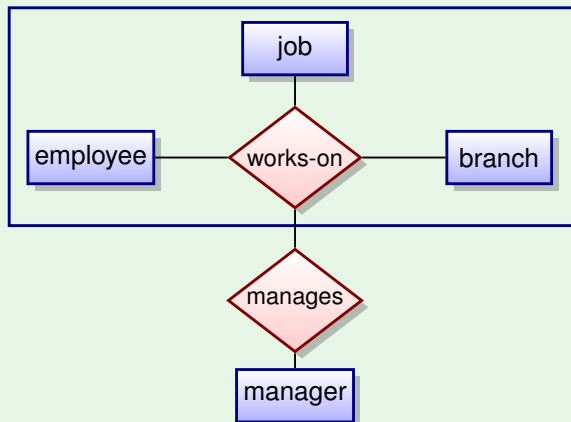 job
employee
works-on
branch
manages
manager